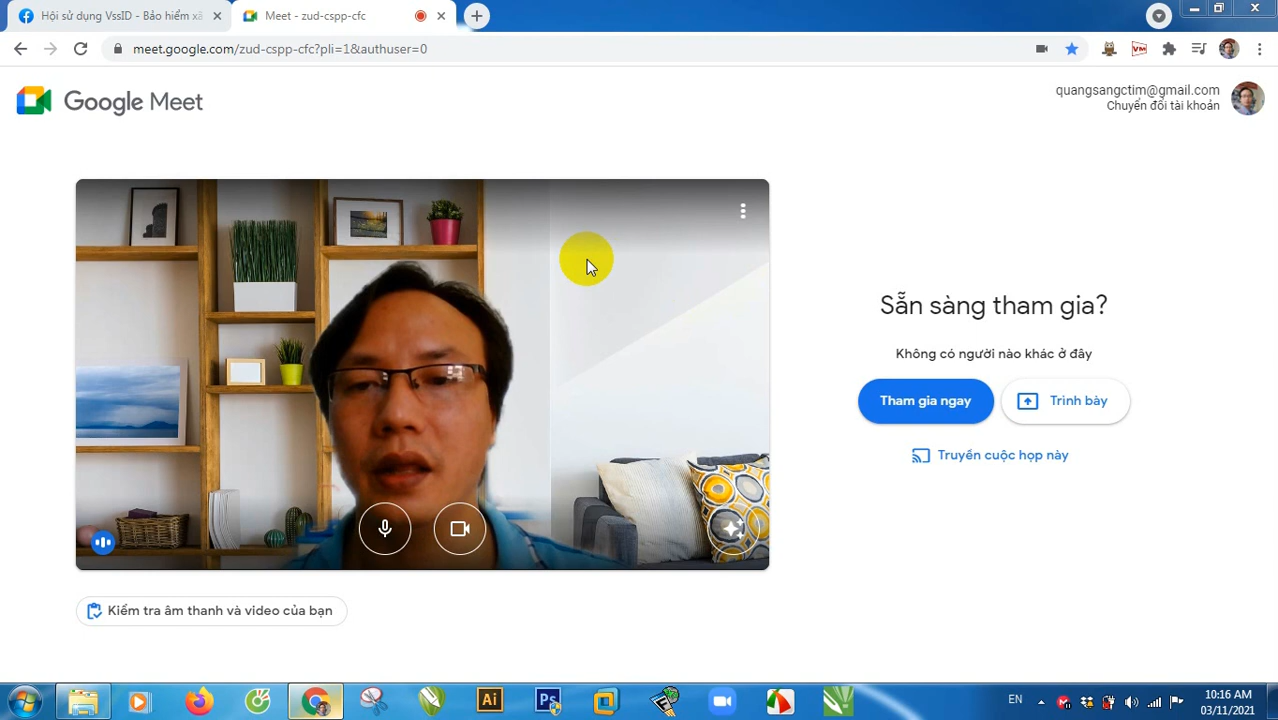 Hội sử dụng VssID - Bảo hiểm xã
Meet - zud-cspp-cfc
meet.google.com/zud-cspp-cfc?pli=1&authuser=0
VM
Google Meet
quangsangctim@gmail.com
Chuyển đổi tài khoản
Sẵn sàng tham gia?
Không có người nào khác ở đây
Tham gia ngay
Trình bày
Truyền cuộc họp này
Kiểm tra âm thanh và video của bạn
Ai
Ps
EN
10:16 AM
03/11/2021